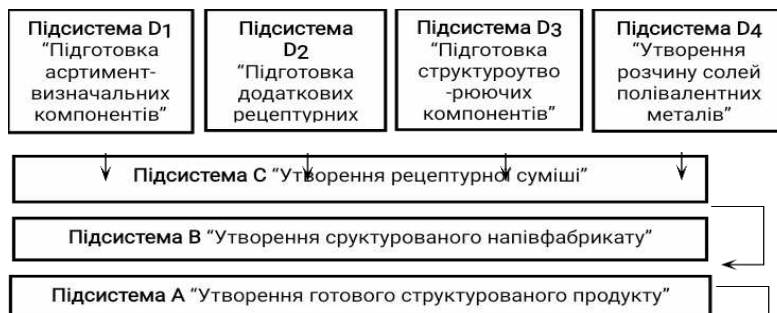 Підсистема D1
“Підготовка
асртимент-
визначальних
компонентів”
Підсистема
D2
“Підготовка
додаткових
рецептурних
Підсистема D3
“Підготовка
структуроутво
-рюючих
компонентів”
Підсистема D4
“Утворення
розчину солей
полівалентних
металів”
Підсистема С “Утворення рецептурної суміші”
Підсистема В “Утворення сруктурованого напівфабрикату”
Підсистема А “Утворення готового структурованого продукту”